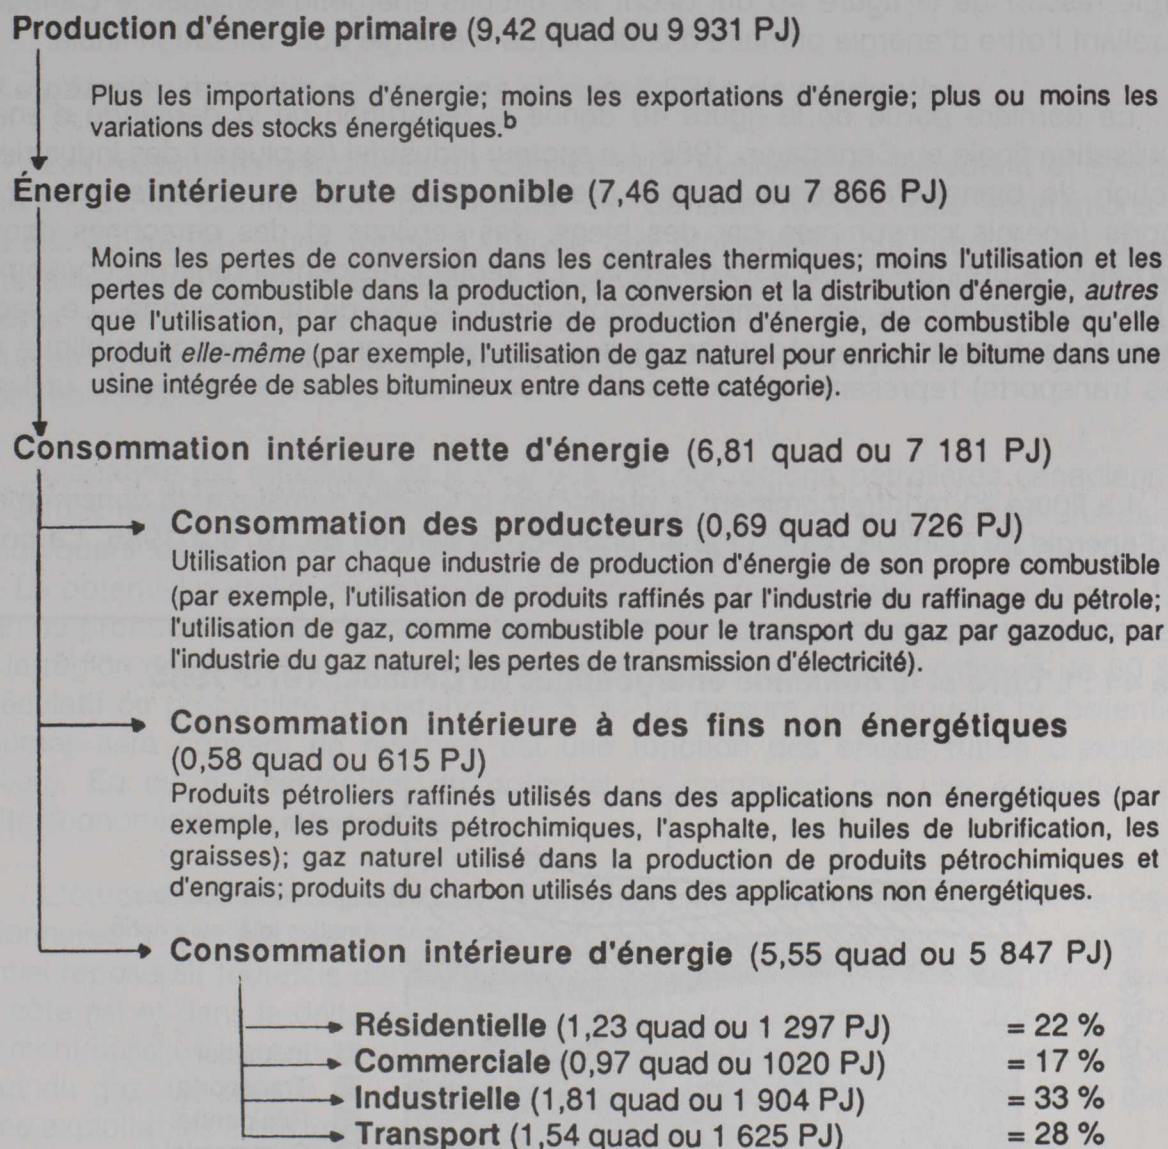 Production d'énergie primaire (9,42 quad ou 9 931 PJ)
Plus les importations d'énergie; moins les exportations d'énergie; plus ou moins les
variations des stocks énergétiques.b
Énergie intérieure brute disponible (7,46 quad ou 7 866 PJ)
Moins les pertes de conversion dans les centrales thermiques; moins l'utilisation et les
pertes de combustible dans la production, la conversion et la distribution d'énergie, autres
que l'utilisation, par chaque industrie de production d'énergie, de combustible qu'elle
produit elle-même (par exemple, l'utilisation de gaz naturel pour enrichir le bitume dans une
usine intégrée de sables bitumineux entre dans cette catégorie).
Consommation intérieure nette d'énergie (6,81 quad ou 7 181 PJ)
Consommation des producteurs (0,69 quad ou 726 PJ)
Utilisation par chaque industrie de production d'énergie de son propre combustible
(par exemple, l'utilisation de produits raffinés par l'industrie du raffinage du pétrole;
l'utilisation de gaz, comme combustible pour le transport du gaz par gazoduc, par
l'industrie du gaz naturel; les pertes de transmission d'électricité).
Consommation intérieure à des fins non énergétiques
(0,58 quad ou 615 PJ)
Produits pétroliers raffinés utilisés dans des applications non énergétiques (par
exemple, les produits pétrochimiques, l'asphalte, les huiles de lubrification, les
graisses); gaz naturel utilisé dans la production de produits pétrochimiques et
d'engrais; produits du charbon utilisés dans des applications non énergétiques.
Consommation intérieure d'énergie (5,55 quad ou 5 847 PJ)
Résidentielle (1,23 quad ou 1 297 PJ) = 22 %
Commerciale (0,97 quad ou 1020 PJ) = 17 %
Industrielle (1,81 quad ou 1 904 PJ) = 33 %
Transport (1,54 quad ou 1 625 PJ) = 28 %